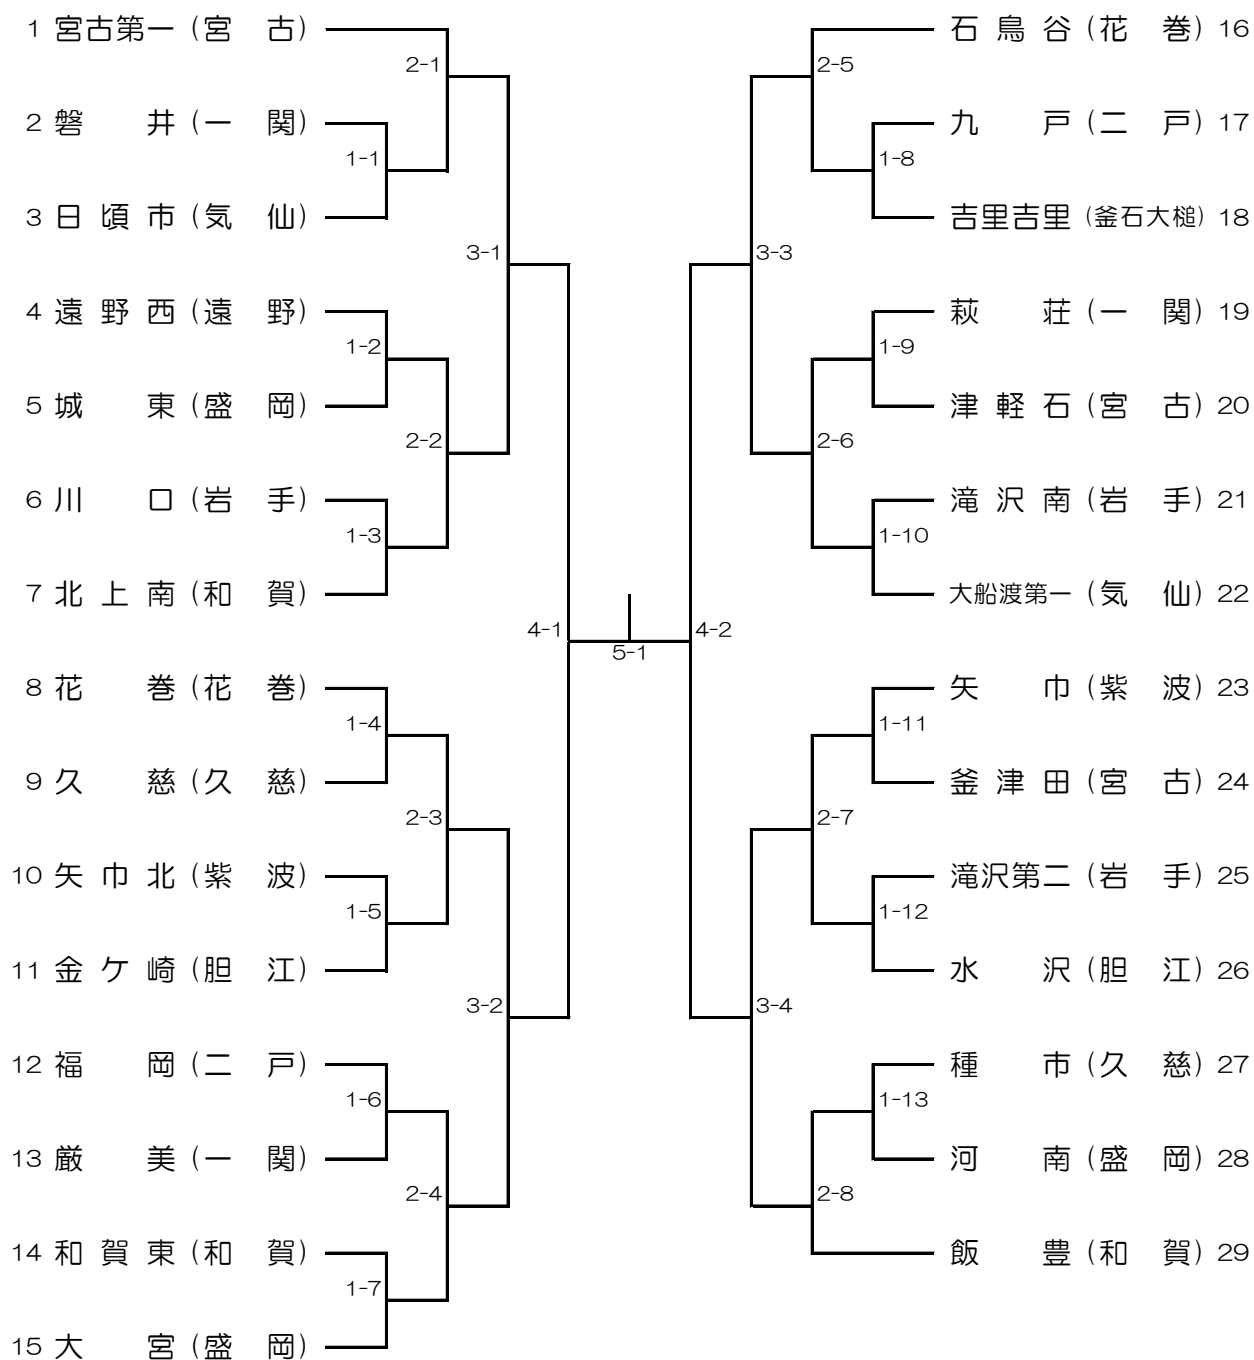 1 宮古第一 (宮 古)
2-1
2 磐 井 (一 関)
1-1
3 日 頃 市 (気 仙)
3-1
4 遠 野 西 (遠 野)
1-2
5 城 東 (盛 岡)
2-2
6 川 口 (岩 手)
1-3
7 北 上 南 (和 賀)
4-1
8 花 巻 (花 巻)
1-4
9 久 慈 (久 慈)
2-3
10 矢 巾 北 (紫 波)
1-5
11 金 ケ 崎 (胆 江)
3-2
12 福 岡 (二 戸)
1-6
13 厳 美 (一 関)
2-4
14 和 賀 東 (和 賀)
1-7
15 大 宮 (盛 岡)
5-1
石 鳥 谷 (花 巻) 16
2-5
九 戸 (二 戸) 17
1-8
吉里吉里 (釜石大槌) 18
3-3
萩 荘 (一 関) 19
1-9
津 軽 石 (宮 古) 20
2-6
滝 沢 南 (岩 手) 21
1-10
大船渡第一 (気 仙) 22
4-2
矢 巾 (紫 波) 23
1-11
釜 津 田 (宮 古) 24
2-7
滝沢第二 (岩 手) 25
1-12
水 沢 (胆 江) 26
3-4
種 市 (久 慈) 27
1-13
河 南 (盛 岡) 28
2-8
飯 豊 (和 賀) 29